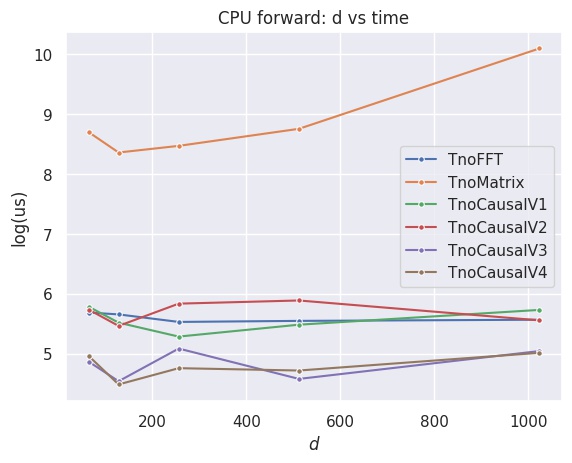 CPU forward: d vs time
10
9
8
7
6
5
log(us)
TnoFFT
TnoMatrix
TnoCausalV1
TnoCausalV2
TnoCausalV3
TnoCausalV4
200 400 600 800 1000
d